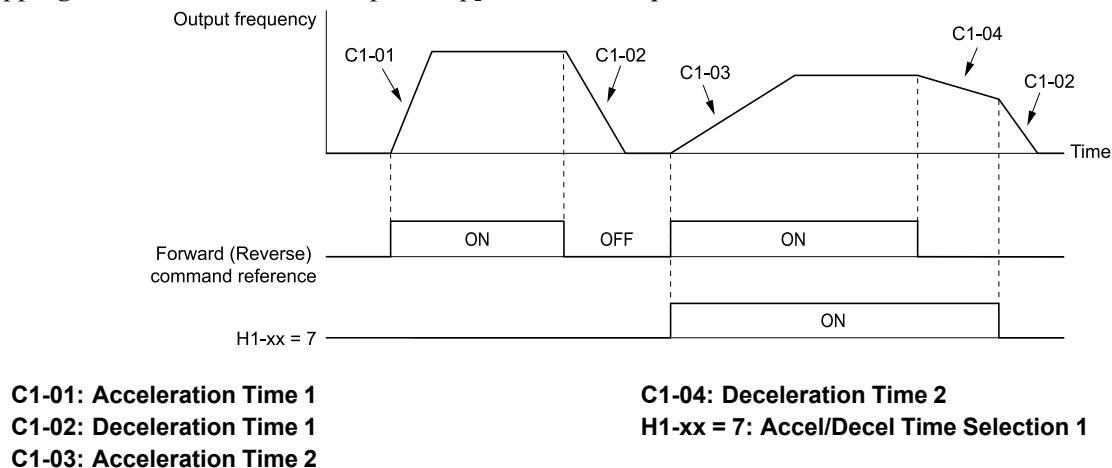 Output frequency
C1-01
C1-02
C1-03
C1-04
C1-02
Time
ON
OFF
ON
Forward (Reverse)
command reference
ON
H1-xx = 7
C1-01: Acceleration Time 1
C1-02: Deceleration Time 1
C1-03: Acceleration Time 2
C1-04: Deceleration Time 2
H1-xx = 7: Accel/Decel Time Selection 1